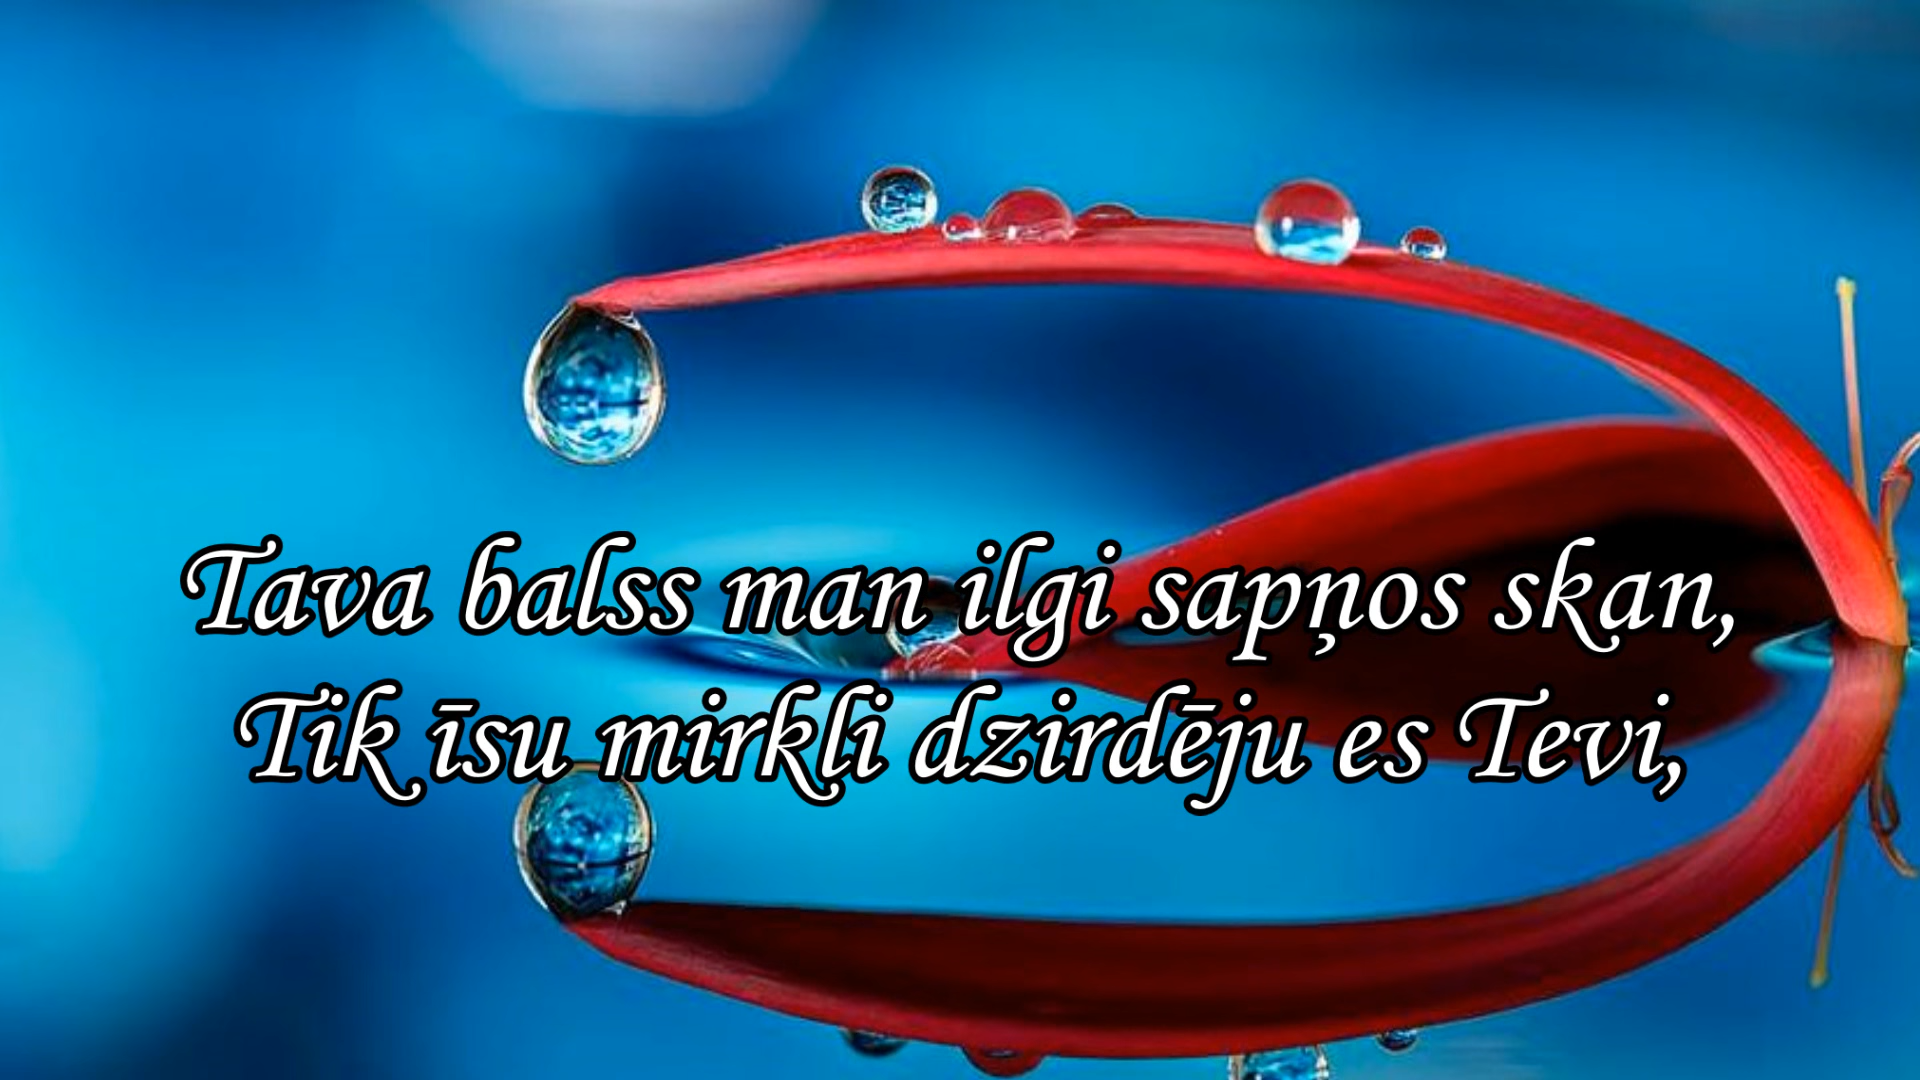 Tava balss man ilgi sapņos skan,
Tik īsu mirkli dzirdēju es Tevi,